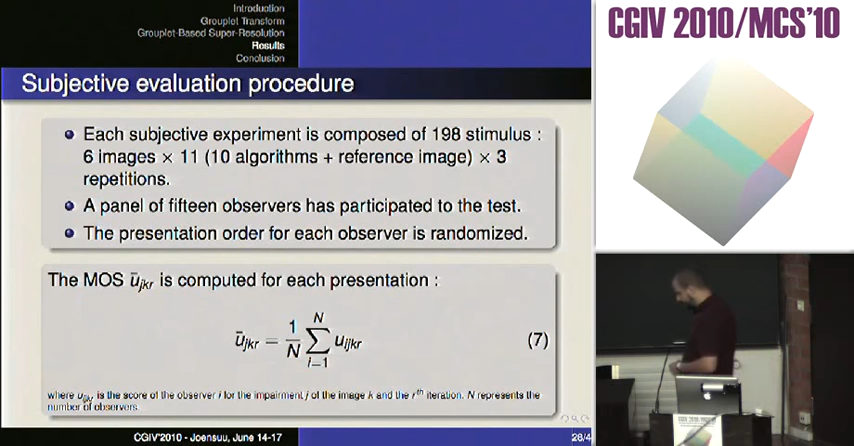 Introduction
Grouplet Transform
Grouplet-Based Super-Resolution
Results
Conclusion
CGIV 2010/MCS'10
Subjective evaluation procedure
Each subjective experiment is composed of 198 stimulus :
6 images × 11 (10 algorithms + reference image) × 3
repetitions.
A panel of fifteen observers has participated to the test.
The presentation order for each observer is randomized.
The MOS ū_jkr is computed for each presentation :
ū_jkr = 1/N ∑_{i=1}^{N} u_ijkr (7)
where u_ijkr is the score of the observer i for the impairment j of the image k and the r^th iteration. N represents the
number of observers.
CGIV'2010 - Joensuu, June 14-17
28/4